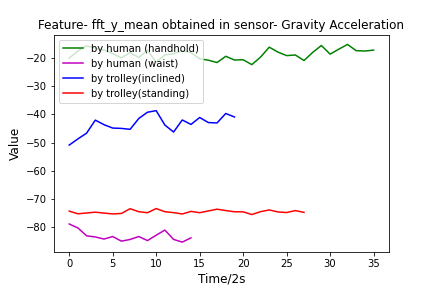 Feature- fft_y_mean obtained in sensor- Gravity Acceleration
by human (handhold)
by human (waist)
by trolley(inclined)
by trolley(standing)
−20
−30
−40
−50
−60
−70
−80
Value
0 5 10 15 20 25 30 35
Time/2s